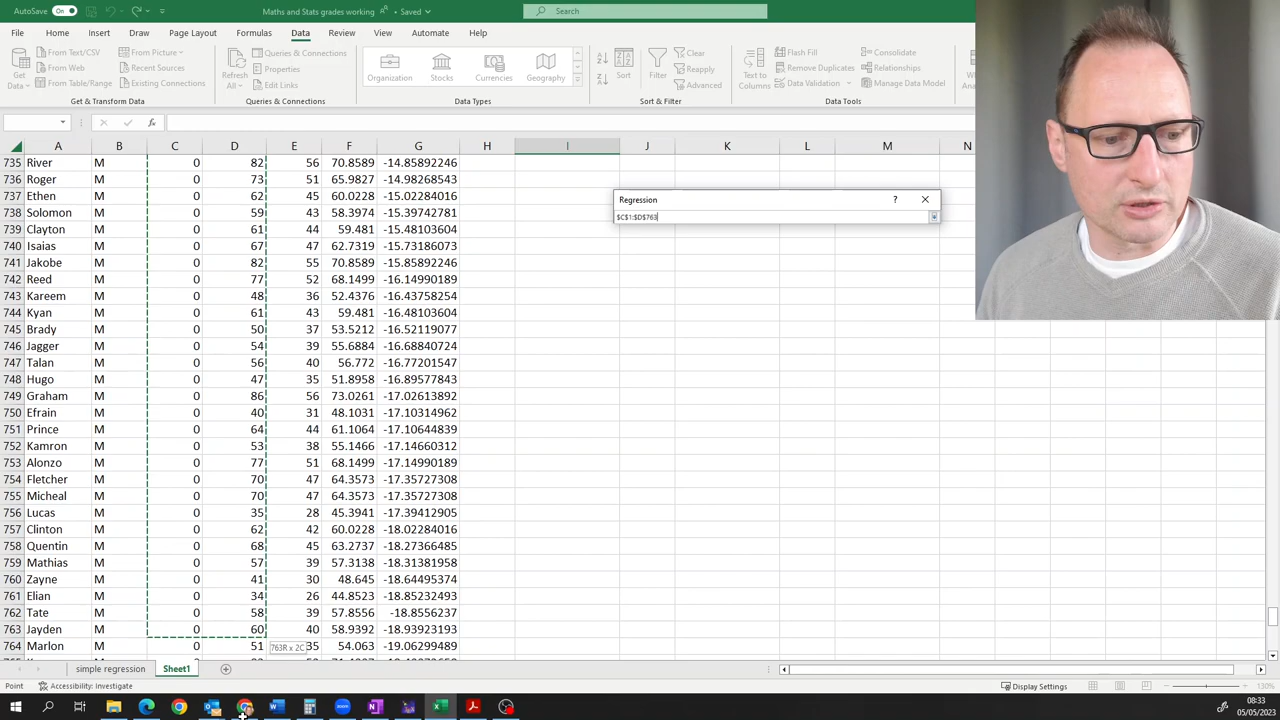 AutoSave On Maths and Stats grades working • Saved Search
File Home Insert Draw Page Layout Formulas Data Review View Automate Help
Get Data From Text/CSV From Web From Table/Range From Picture Recent Sources Existing Connections
Refresh All Queries & Connections Properties Edit Links
Organization Stocks Currencies Geography
Sort Filter Clear Reapply Advanced
Text to Columns Flash Fill Remove Duplicates Data Validation Consolidate Relationships Manage Data Model
Get & Transform Data Queries & Connections Data Types Sort & Filter Data Tools
fx
A B C D E F G H I J K L M N
735 River M 0 82 56 70.8589 -14.85892246
736 Roger M 0 73 51 65.9827 -14.98268543
737 Ethen M 0 62 45 60.0228 -15.02284016
738 Solomon M 0 59 43 58.3974 -15.39742781
739 Clayton M 0 61 44 59.481 -15.48103604
740 Isaias M 0 67 47 62.7319 -15.73186073
741 Jakobe M 0 82 55 70.8589 -15.85892246
742 Reed M 0 77 52 68.1499 -16.14990189
743 Kareem M 0 48 36 52.4376 -16.43758254
744 Kyan M 0 61 43 59.481 -16.48103604
745 Brady M 0 50 37 53.5212 -16.52119077
746 Jagger M 0 54 39 55.6884 -16.68840724
747 Talan M 0 56 40 56.772 -16.77201547
748 Hugo M 0 47 35 51.8958 -16.89577843
749 Graham M 0 86 56 73.0261 -17.02613892
750 Efrain M 0 40 31 48.1031 -17.10314962
751 Prince M 0 64 44 61.1064 -17.10644839
752 Kamron M 0 53 38 55.1466 -17.14660312
753 Alonzo M 0 77 51 68.1499 -17.14990189
754 Fletcher M 0 70 47 64.3573 -17.35727308
755 Micheal M 0 70 47 64.3573 -17.35727308
756 Lucas M 0 35 28 45.3941 -17.39412905
757 Clinton M 0 62 42 60.0228 -18.02284016
758 Quentin M 0 68 45 63.2737 -18.27366485
759 Mathias M 0 57 39 57.3138 -18.31381958
760 Zayne M 0 41 30 48.645 -18.64495374
761 Elian M 0 34 26 44.8523 -18.85232493
762 Tate M 0 58 39 57.8556 -18.8556237
763 Jayden M 0 60 40 58.9392 -18.93923193
764 Marlon M 0 51 35 54.063 -19.06299489
763R x 2C
Regression ?
$C$1:$D$763
simple regression Sheet1
Point Accessibility: Investigate Display Settings 130%
08:33
05/05/2023